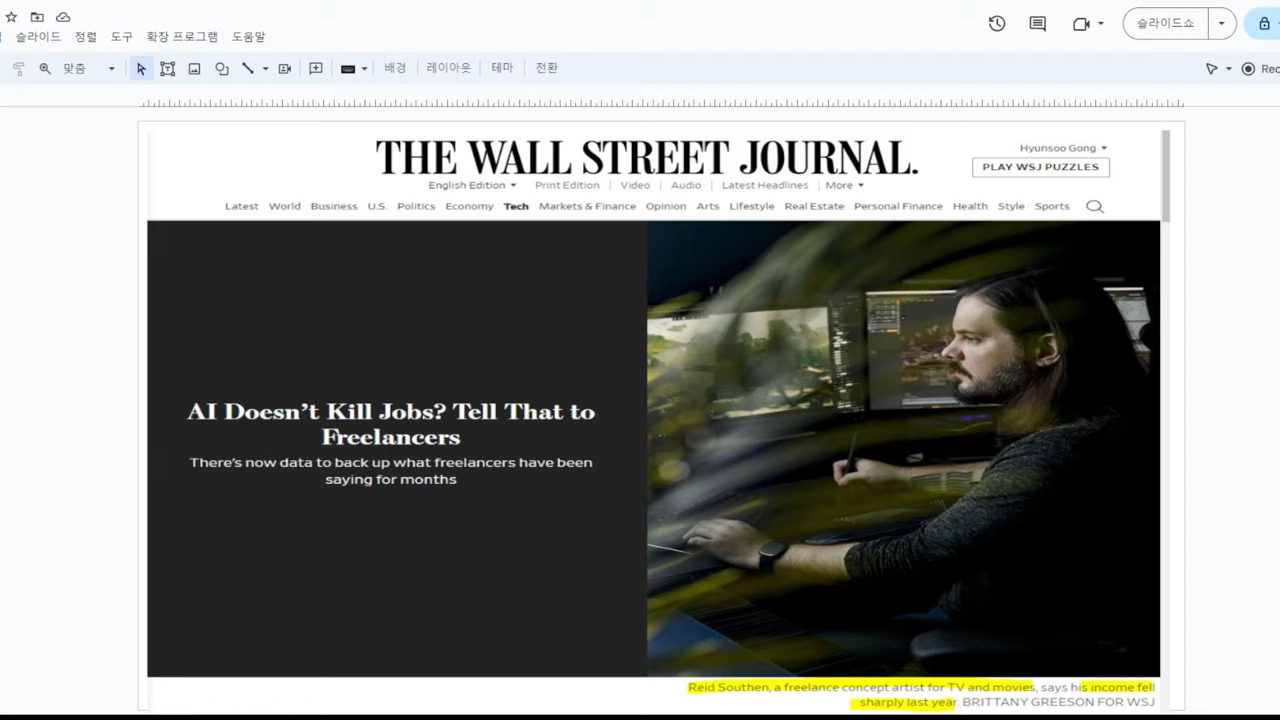 슬라이드 정렬 도구 확장 프로그램 도움말
슬라이드쇼
맞춤 배경 레이아웃 테마 전환
THE WALL STREET JOURNAL.
Hyunsoo Gong
PLAY WSJ PUZZLES
English Edition Print Edition Video Audio Latest Headlines More
Latest World Business U.S. Politics Economy Tech Markets & Finance Opinion Arts Lifestyle Real Estate Personal Finance Health Style Sports
AI Doesn't Kill Jobs? Tell That to
Freelancers
There's now data to back up what freelancers have been
saying for months
Reid Southen, a freelance concept artist for TV and movies, says his income fell
sharply last year. BRITTANY GREESON FOR WSJ